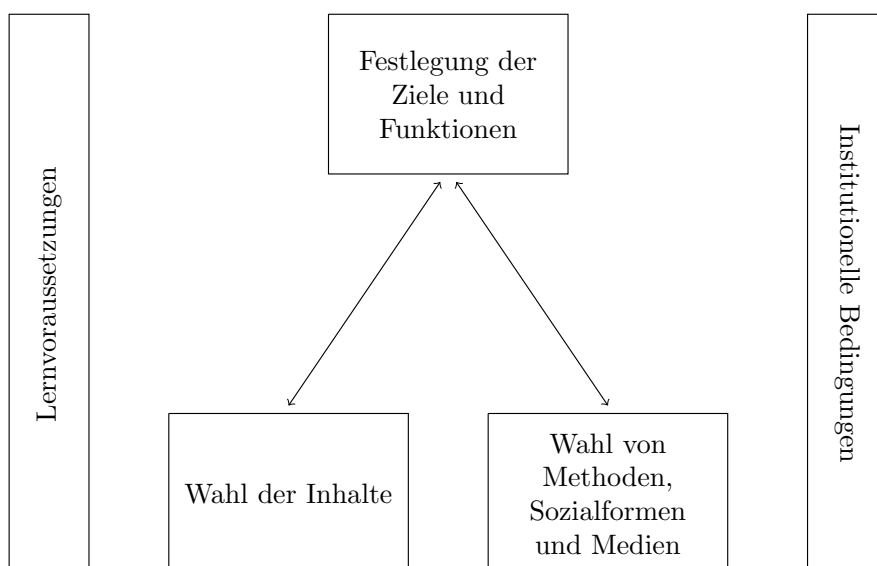 Lernvoraussetzungen
Festlegung der
Ziele und
Funktionen
Institutionelle Bedingungen
Wahl der Inhalte
Wahl von
Methoden,
Sozialformen
und Medien